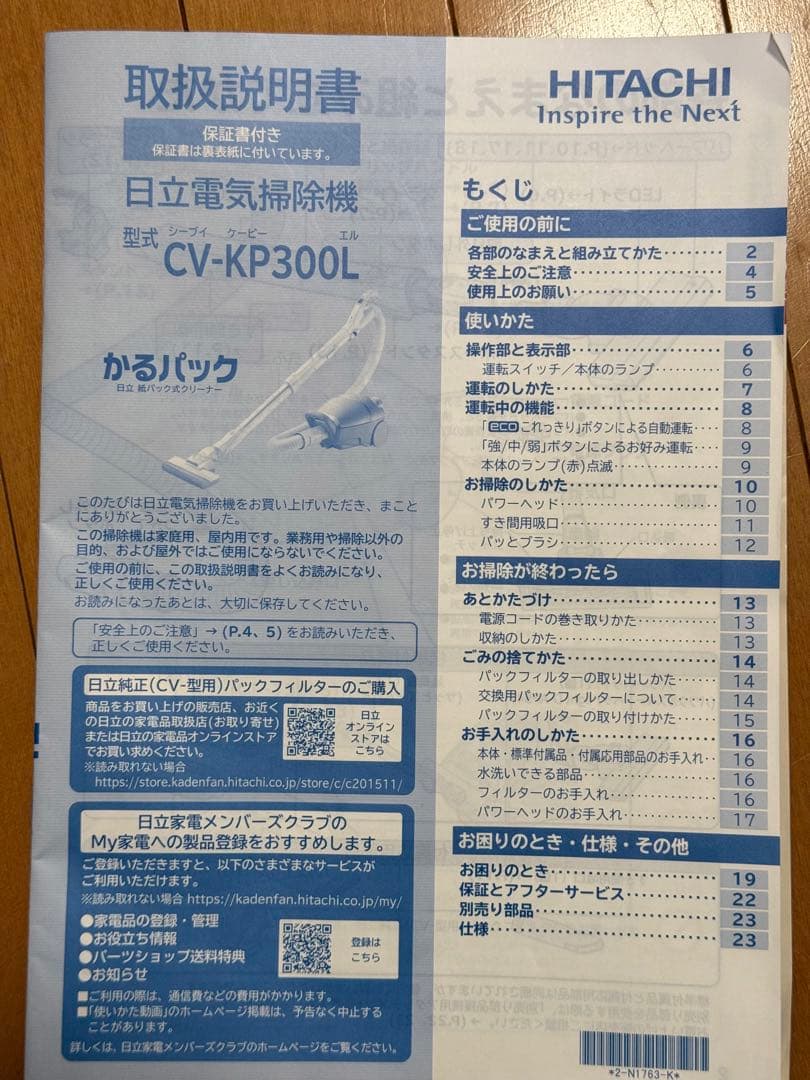 取扱説明書
保証書付き
保証書は裏表紙に付いています。
日立電気掃除機
シーブイ ケーピー エル
型式 CV-KP300L
かるパック
日立 紙パック式クリーナー
このたびは日立電気掃除機をお買い上げいただき、まこと
にありがとうございました。
この掃除機は家庭用、屋内用です。業務用や掃除以外の
目的、および屋外ではご使用にならないでください。
ご使用の前に、この取扱説明書をよくお読みになり、
正しくご使用ください。
お読みになったあとは、大切に保存してください。
「安全上のご注意」→(P.4、5)をお読みいただき、
正しくご使用ください。
日立純正(CV-型用)パックフィルターのご購入
商品をお買い上げの販売店、お近く
の日立の家電品取扱店(お取り寄せ)
または日立の家電品オンラインストア
でお買い求めください。
※読み取れない場合
https://store.kadenfan.hitachi.co.jp/store/c/c201511/
日立
オンライン
ストアは
こちら
日立家電メンバーズクラブの
My家電への製品登録をおすすめします。
ご登録いただきますと、以下のさまざまなサービスが
ご利用いただけます。
※読み取れない場合 https://kadenfan.hitachi.co.jp/my/
●家電品の登録・管理
●お役立ち情報
●パーツショップ送料特典
●お知らせ
登録は
こちら
■ご利用の際は、通信費などの費用がかかります。
■「使いかた動画」のホームページ掲載は、予告なく中止する
ことがあります。
詳しくは、日立家電メンバーズクラブのホームページをご覧ください。
HITACHI
Inspire the Next
もくじ
ご使用の前に
各部のなまえと組み立てかた・・・・・・・・ 2
安全上のご注意・・・・・・・・・・・・・・・・・・・・ 4
使用上のお願い・・・・・・・・・・・・・・・・・・・・ 5
使いかた
操作部と表示部・・・・・・・・・・・・・・・・・・・・ 6
運転スイッチ/本体のランプ・・・・・・・・・ 6
運転のしかた・・・・・・・・・・・・・・・・・・・・・・ 7
運転中の機能・・・・・・・・・・・・・・・・・・・・・・ 8
「ecoこれっきり」ボタンによる自動運転・・・・ 8
「強/中/弱」ボタンによるお好み運転・・・・ 9
本体のランプ(赤)点滅・・・・・・・・・・・・・・ 9
お掃除のしかた・・・・・・・・・・・・・・・・・・・・ 10
パワーヘッド・・・・・・・・・・・・・・・・・・・・・・ 10
すき間用吸口・・・・・・・・・・・・・・・・・・・・・・ 11
パッとブラシ・・・・・・・・・・・・・・・・・・・・・・ 12
お掃除が終わったら
あとかたづけ・・・・・・・・・・・・・・・・・・・・・・ 13
電源コードの巻き取りかた・・・・・・・・・・・ 13
収納のしかた・・・・・・・・・・・・・・・・・・・・・・ 13
ごみの捨てかた・・・・・・・・・・・・・・・・・・・・ 14
パックフィルターの取り出しかた・・・・・・ 14
交換用パックフィルターについて・・・・・・ 14
パックフィルターの取り付けかた・・・・・・ 15
お手入れのしかた・・・・・・・・・・・・・・・・・・ 16
本体・標準付属品・付属応用部品のお手入れ・・ 16
水洗いできる部品・・・・・・・・・・・・・・・・・・ 16
フィルターのお手入れ・・・・・・・・・・・・・・ 16
パワーヘッドのお手入れ・・・・・・・・・・・・ 17
お困りのとき・仕様・その他
お困りのとき・・・・・・・・・・・・・・・・・・・・・・ 19
保証とアフターサービス・・・・・・・・・・・・ 22
別売り部品・・・・・・・・・・・・・・・・・・・・・・・・ 23
仕様・・・・・・・・・・・・・・・・・・・・・・・・・・・・・・ 23
*2-N1763-K*